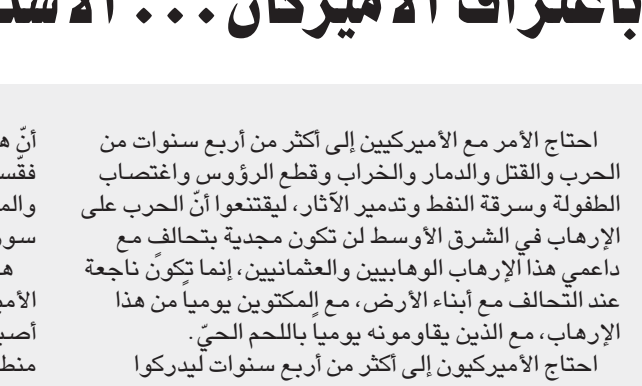 باعتراف الأميركان...
احتاج الأمر مع الأميركيين إلى أكثر من أربع سنوات من
الحرب والقتل والدمار والخراب وقطع الرؤوس واغتصاب
الطفولة وسرقة النفط وتدمير الآثار، ليقتنعوا أنّ الحرب على
الإرهاب في الشرق الأوسط لن تكون مجدية بتحالفٍ مع
داعمي هذا الإرهاب الوهابيين والعثمانيين، إنما تكون ناجعة
عند التحالف مع أبناء الأرض، مع المكتوين يومياً من هذا
الإرهاب، مع الذين يقاومونه يومياً باللحم الحيّ.
احتاج الأميركيون إلى أكثر من أربع سنوات ليدركوا
أنّ